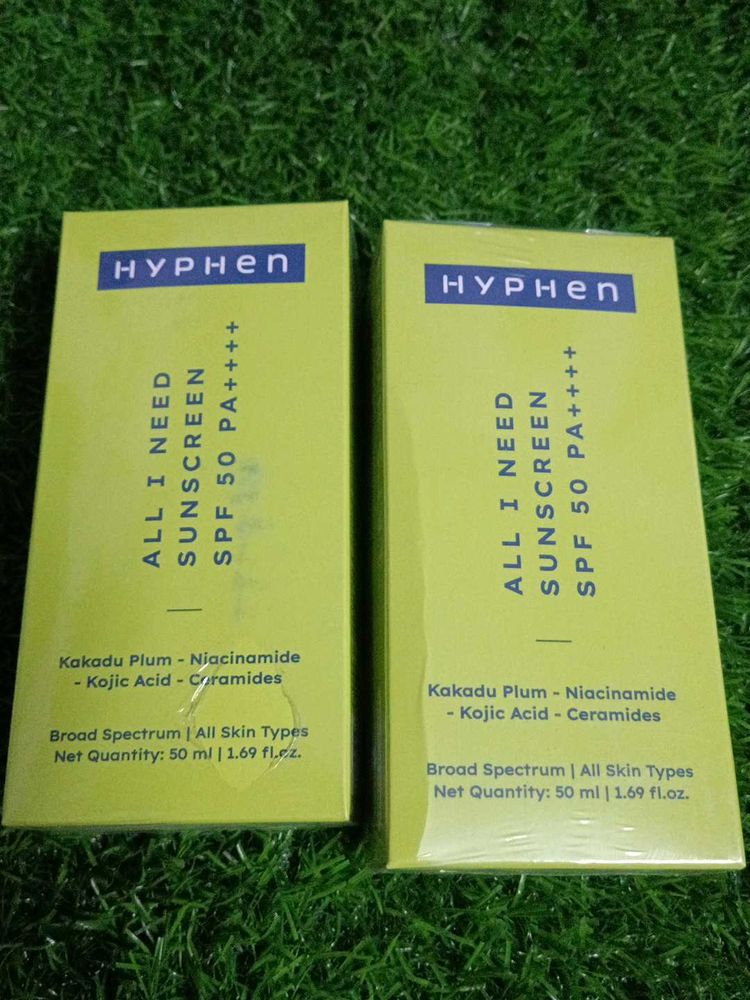 HYPHen
ALL I NEED
SUNSCREEN
SPF 50 PA++++
Kakadu Plum - Niacinamide
- Kojic Acid - Ceramides
Broad Spectrum | All Skin Types
Net Quantity: 50 ml | 1.69 fl.oz.
HYPHen
ALL I NEED
SUNSCREEN
SPF 50 PA++++
Kakadu Plum - Niacinamide
- Kojic Acid - Ceramides
Broad Spectrum | All Skin Types
Net Quantity: 50 ml | 1.69 fl.oz.